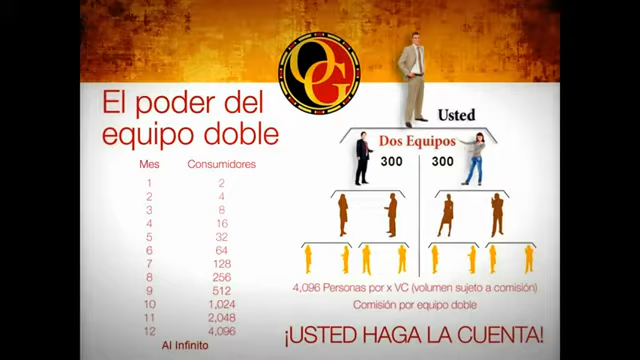 OG
El poder del
equipo doble
Mes Consumidores
1 2
2 4
3 8
4 16
5 32
6 64
7 128
8 256
9 512
10 1,024
11 2,048
12 4,096
Al Infinito
Usted
Dos Equipos
300 300
4,096 Personas por x VC (volumen sujeto a comisión)
Comisión por equipo doble
¡USTED HAGA LA CUENTA!